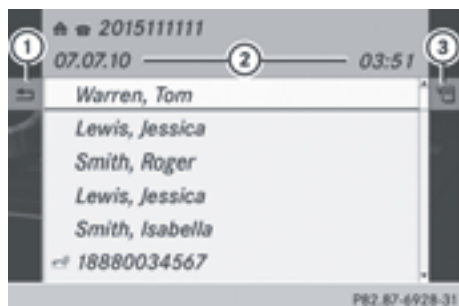 2015111111
1
07.07.10 2 03:51
3
Warren, Tom
Lewis, Jessica
Smith, Roger
Lewis, Jessica
Smith, Isabella
18880034567
P82.87-6928-31